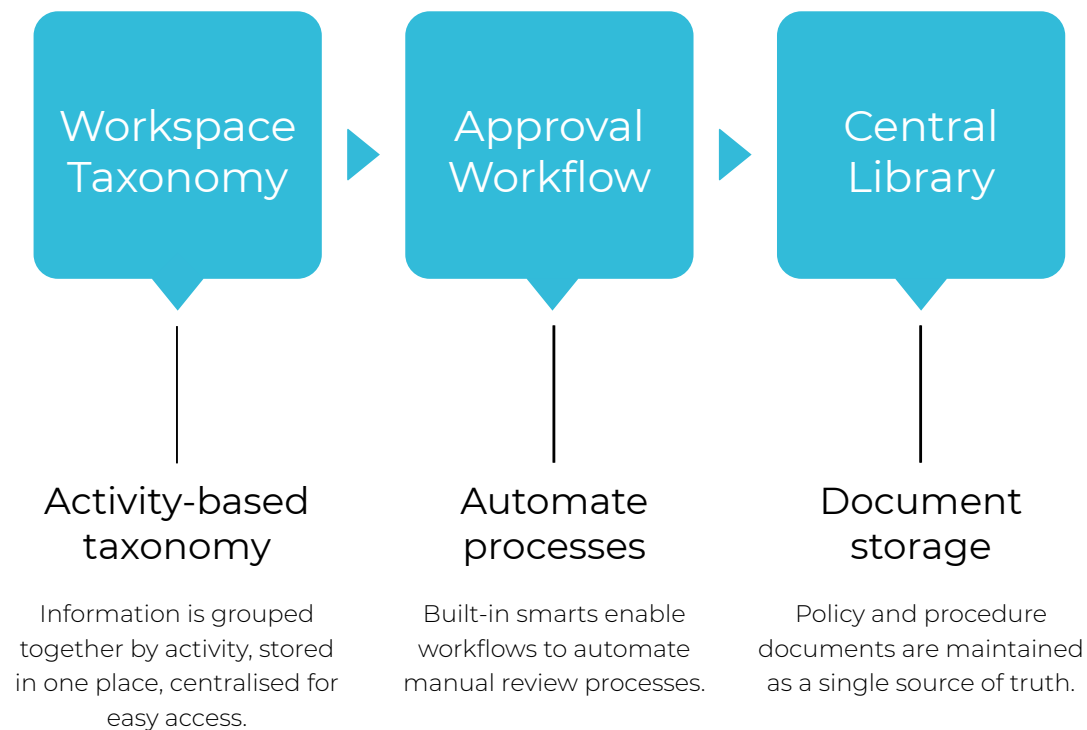 Workspace
Taxonomy
Approval
Workflow
Central
Library
Activity-based
taxonomy
Information is grouped
together by activity, stored
in one place, centralised for
easy access.
Automate
processes
Built-in smarts enable
workflows to automate
manual review processes.
Document
storage
Policy and procedure
documents are maintained
as a single source of truth.